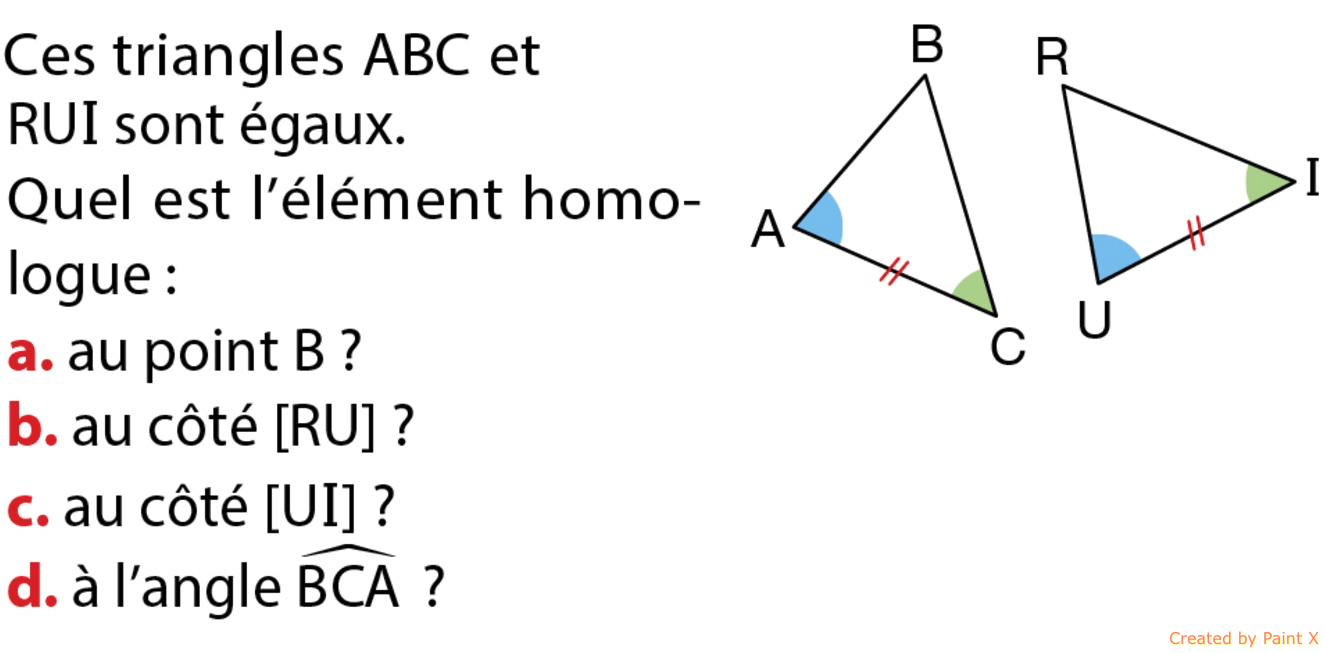 Ces triangles ABC et
RUI sont égaux.
Quel est l'élément homo-
logue :
a. au point B ?
b. au côté [RU] ?
c. au côté [UI] ?
d. à l'angle B͡CA ?
B
R
I
A
U
C
Created by Paint X